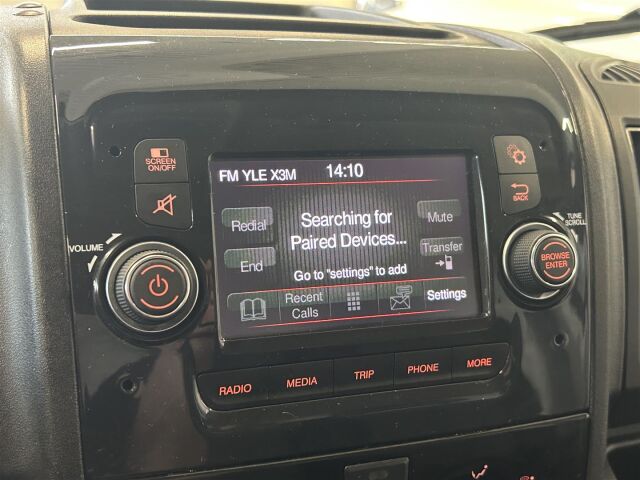 SCREEN
ON/OFF
FM YLE X3M 14:10
Redial
Searching for
Paired Devices...
Mute
End
Transfer
Go to "settings" to add
Recent
Calls
Settings
VOLUME
BACK
TUNE
SCROLL
BROWSE
ENTER
RADIO
MEDIA
TRIP
PHONE
MORE